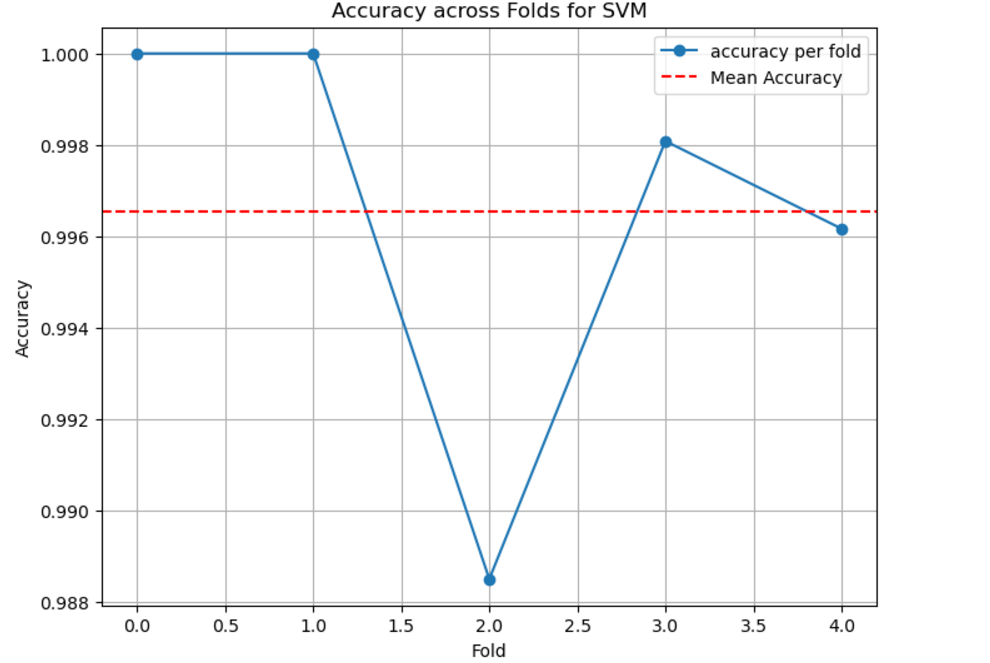 Accuracy across Folds for SVM
accuracy per fold
Mean Accuracy
1.000
0.998
0.996
0.994
0.992
0.990
0.988
Accuracy
0.0 0.5 1.0 1.5 2.0 2.5 3.0 3.5 4.0
Fold